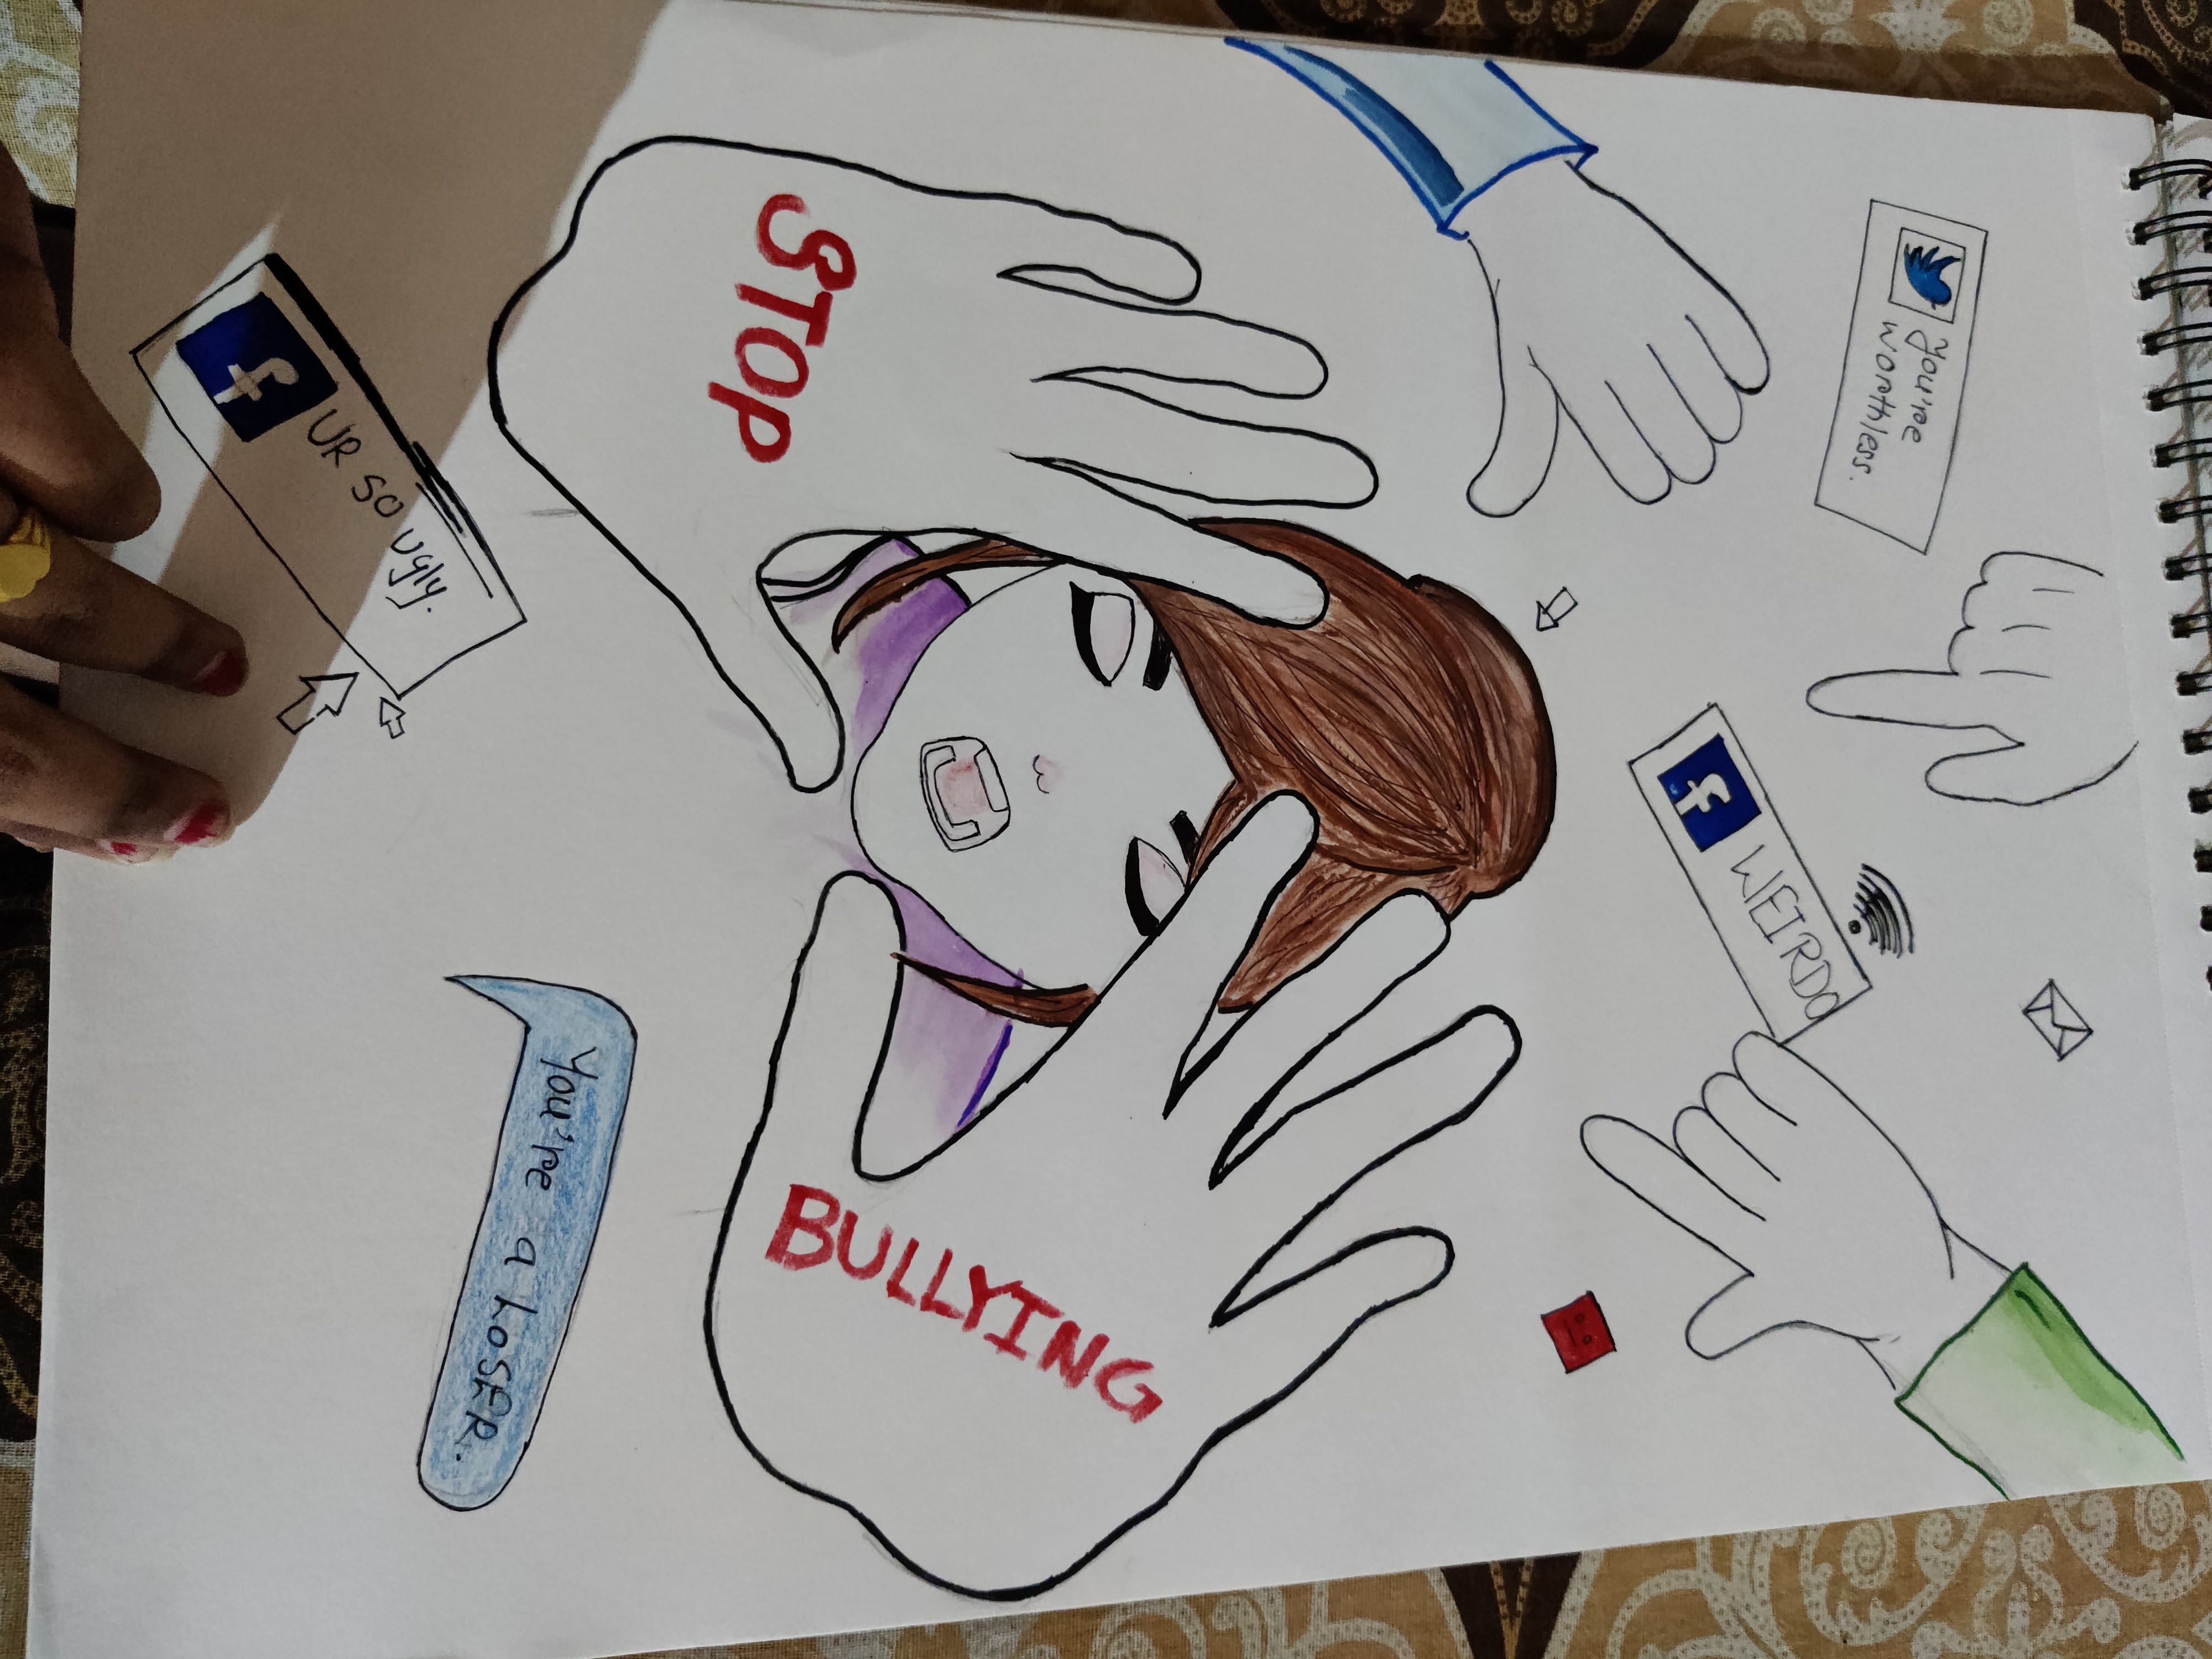 You're
worthless.
f WEIRDO
STOP
BULLYING
f UR so ugly.
You're a LOSER.